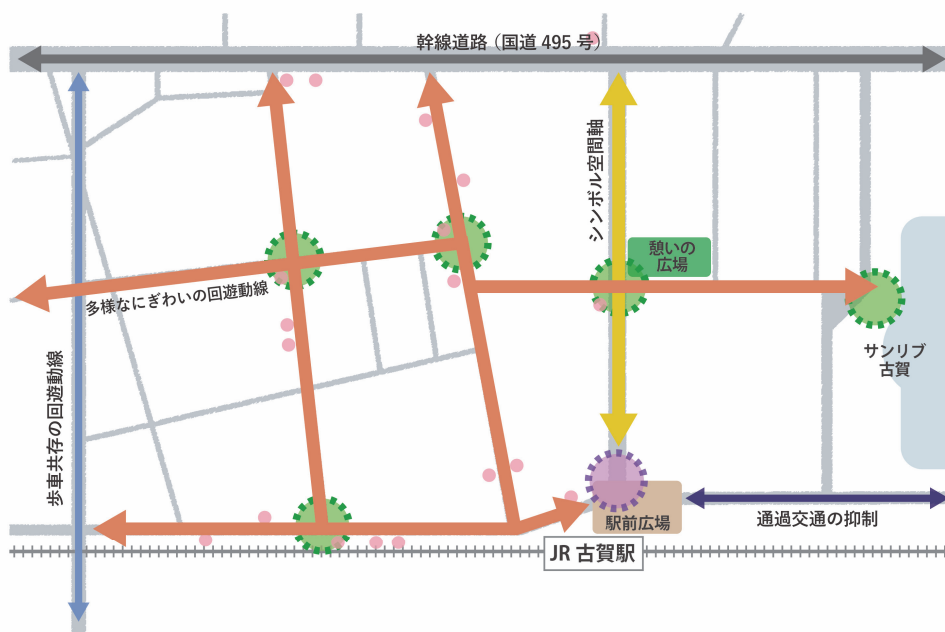 幹線道路（国道 495 号）
シンボル空間軸
憩いの
広場
多様なにぎわいの回遊動線
サンリブ
古賀
歩車共存の回遊動線
駅前広場
通過交通の抑制
JR 古賀駅